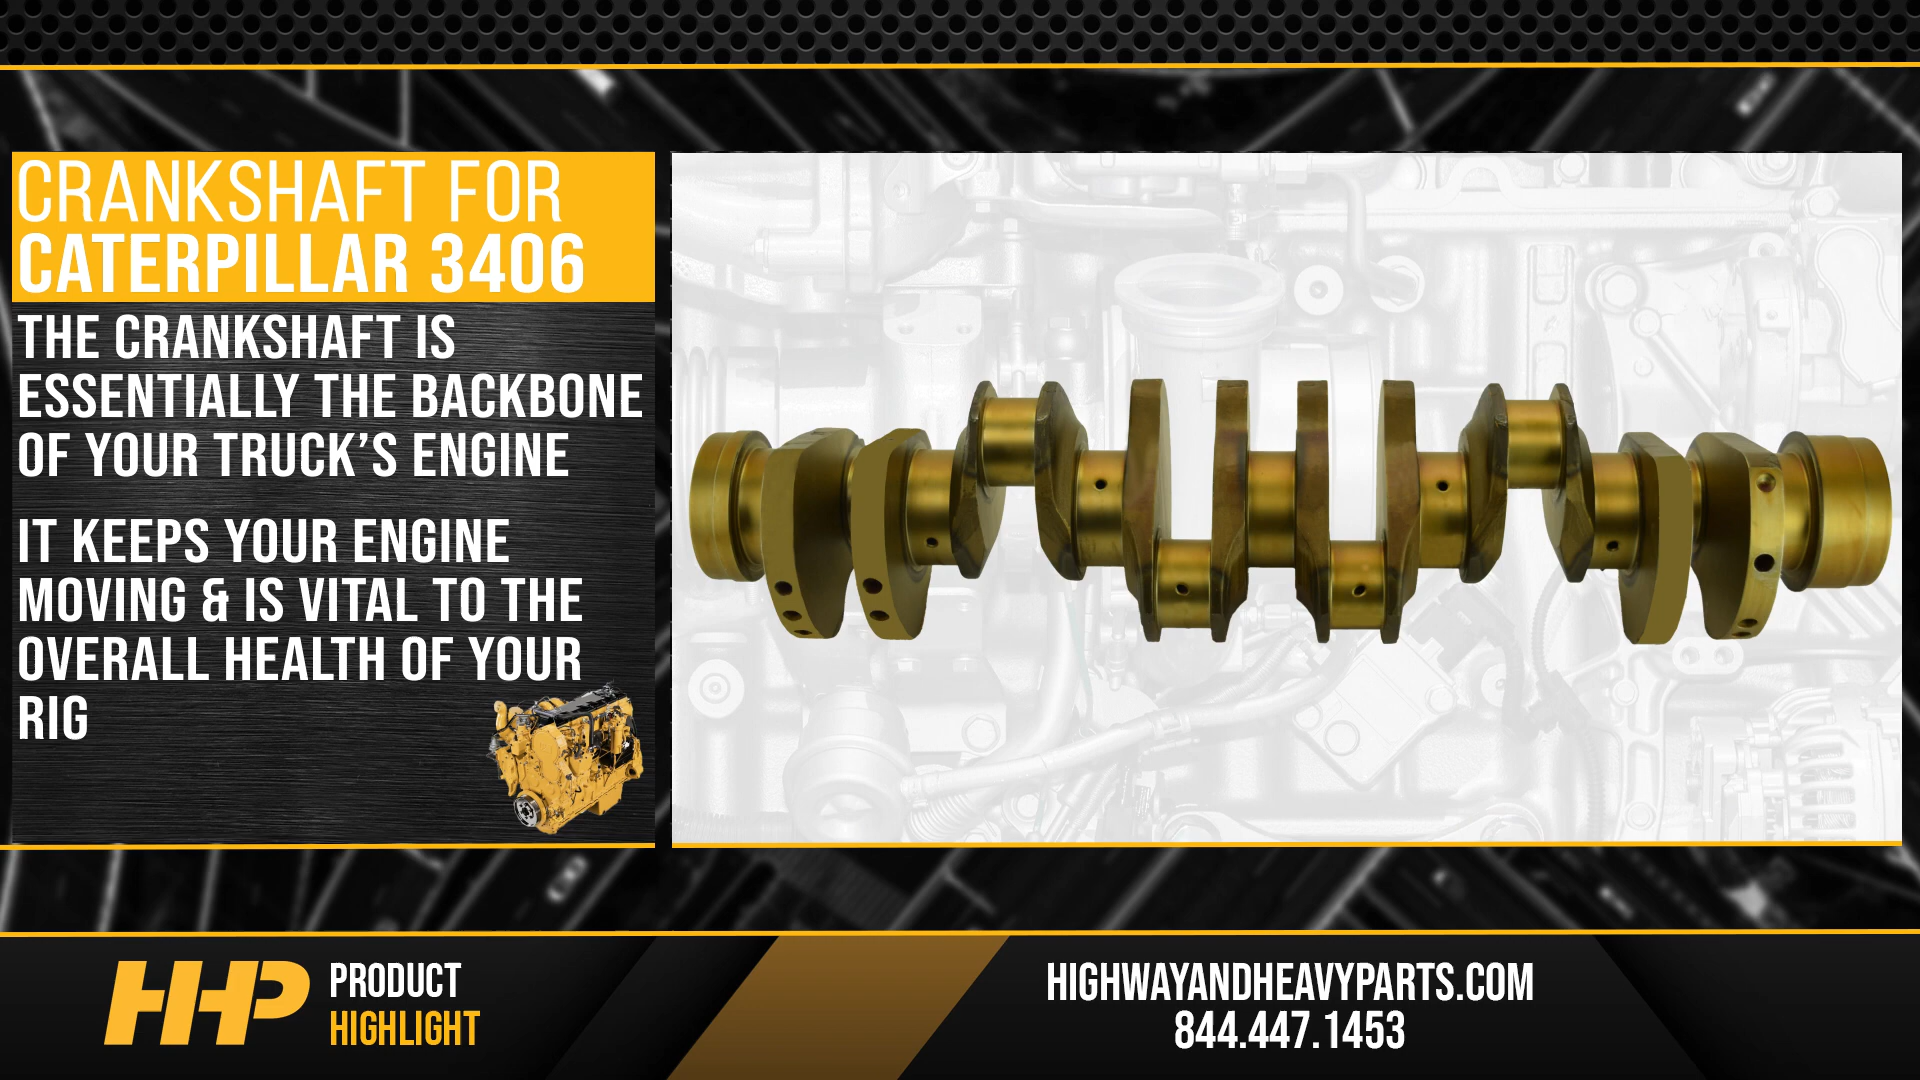 CRANKSHAFT FOR
CATERPILLAR 3406
THE CRANKSHAFT IS
ESSENTIALLY THE BACKBONE
OF YOUR TRUCK'S ENGINE
IT KEEPS YOUR ENGINE
MOVING & IS VITAL TO THE
OVERALL HEALTH OF YOUR
RIG
HHP
PRODUCT
HIGHLIGHT
HIGHWAYANDHEAVYPARTS.COM
844.447.1453